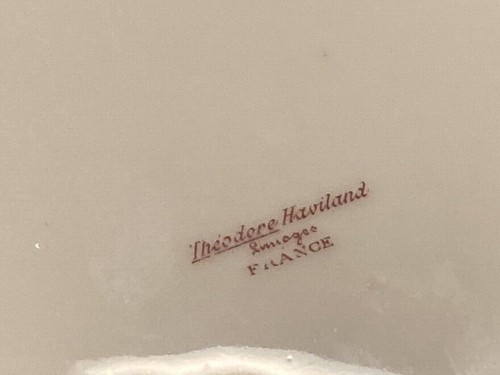 Théodore Haviland
Limoges
FRANCE